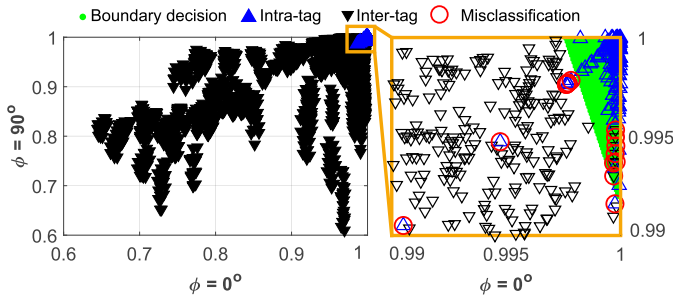 Boundary decision Intra-tag Inter-tag Misclassification
1
0.9
0.8
0.7
0.6
0.6 0.7 0.8 0.9 1
ϕ = 90°
ϕ = 0°
1
0.995
0.99
0.99 0.995 1
ϕ = 0°